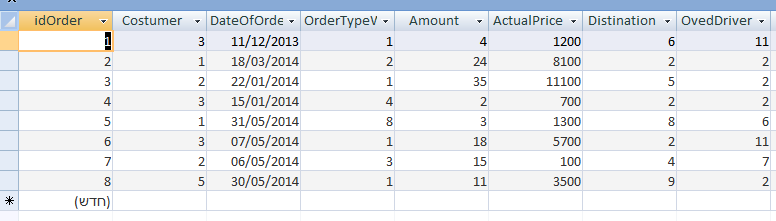 idOrder Costumer DateOfOrde OrderTypeW Amount ActualPrice Distination OvedDriver
1 3 11/12/2013 1 4 1200 6 11
2 1 18/03/2014 2 24 8100 2 2
3 2 22/01/2014 1 35 11100 5 2
4 3 15/01/2014 4 2 700 2 2
5 1 31/05/2014 8 3 1300 8 6
6 3 07/05/2014 1 18 5700 2 11
7 2 06/05/2014 3 15 100 4 7
8 5 30/05/2014 1 11 3500 9 2
(חדש)